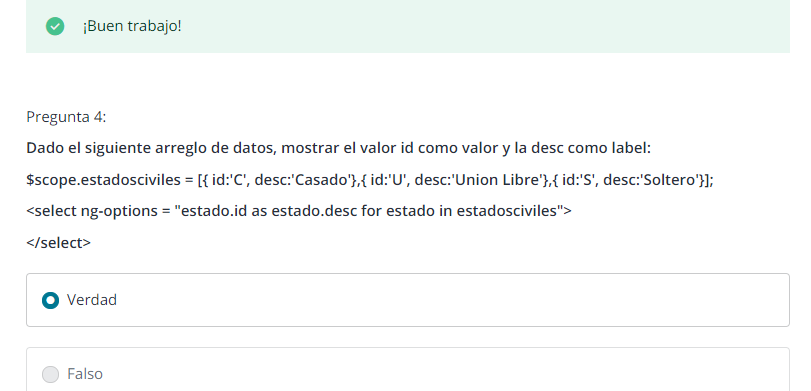 ¡Buen trabajo!
Pregunta 4:
Dado el siguiente arreglo de datos, mostrar el valor id como valor y la desc como label:
$scope.estadosciviles = [{ id:'C', desc:'Casado'},{ id:'U', desc:'Union Libre'},{ id:'S', desc:'Soltero'}];
<select ng-options = "estado.id as estado.desc for estado in estadosciviles">
</select>
Verdad
Falso